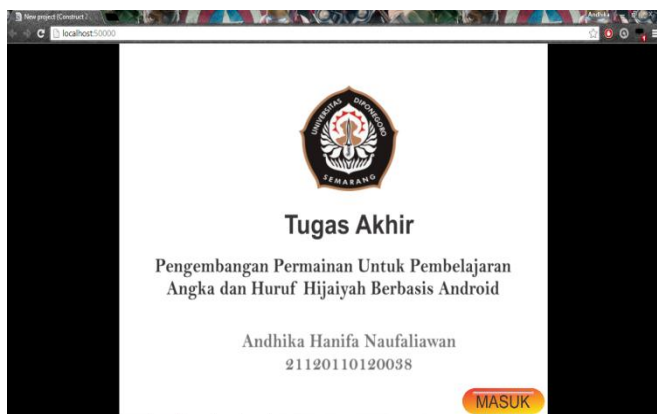 New project (Construct
Andhika
localhost:50000
UNIVERSITAS DIPONEGORO
SEMARANG
Tugas Akhir
Pengembangan Permainan Untuk Pembelajaran
Angka dan Huruf Hijaiyah Berbasis Android
Andhika Hanifa Naufaliawan
21120110120038
MASUK